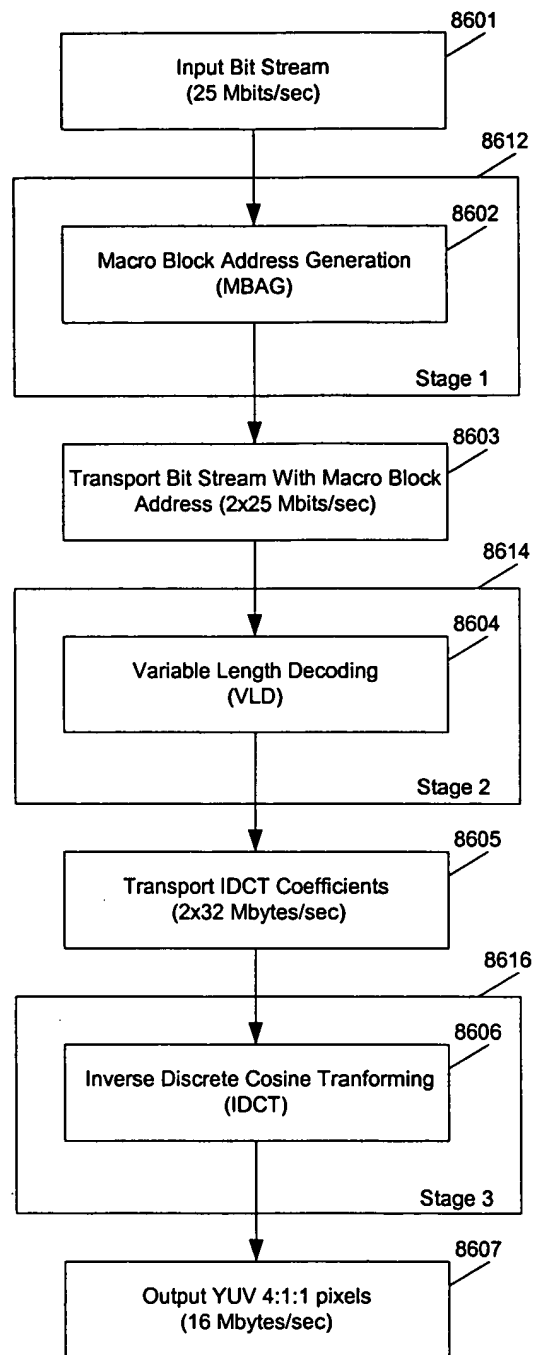 8601
Input Bit Stream
(25 Mbits/sec)
8612
8602
Macro Block Address Generation
(MBAG)
Stage 1
8603
Transport Bit Stream With Macro Block
Address (2x25 Mbits/sec)
8614
8604
Variable Length Decoding
(VLD)
Stage 2
8605
Transport IDCT Coefficients
(2x32 Mbytes/sec)
8616
8606
Inverse Discrete Cosine Tranforming
(IDCT)
Stage 3
8607
Output YUV 4:1:1 pixels
(16 Mbytes/sec)